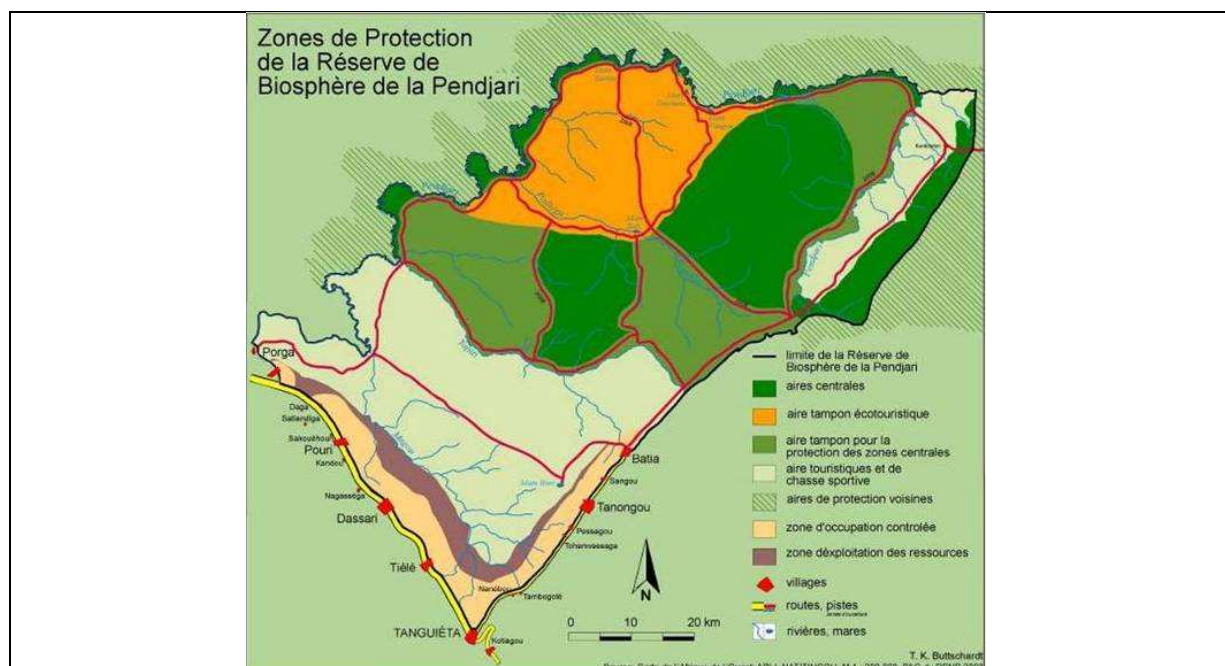 Zones de Protection
de la Réserve de
Biosphère de la Pendjari
Porga
Daga
Sakouéhou
Pouri
Kandou
Nagasséga
Dassari
Tiélé
TANGUIÉTA
Kotiagou
Nanébou
Tambogolé
Tanongou
Sangou
Batia
limite de la Réserve de
Biosphère de la Pendjari
aires centrales
aire tampon écotouristique
aire tampon pour la
protection des zones centrales
aire touristiques et de
chasse sportive
aires de protection voisines
zone d'occupation controlée
zone déxploitation des ressources
villages
routes, pistes
rivières, mares
N
0 10 20 km
T. K. Buttschardt